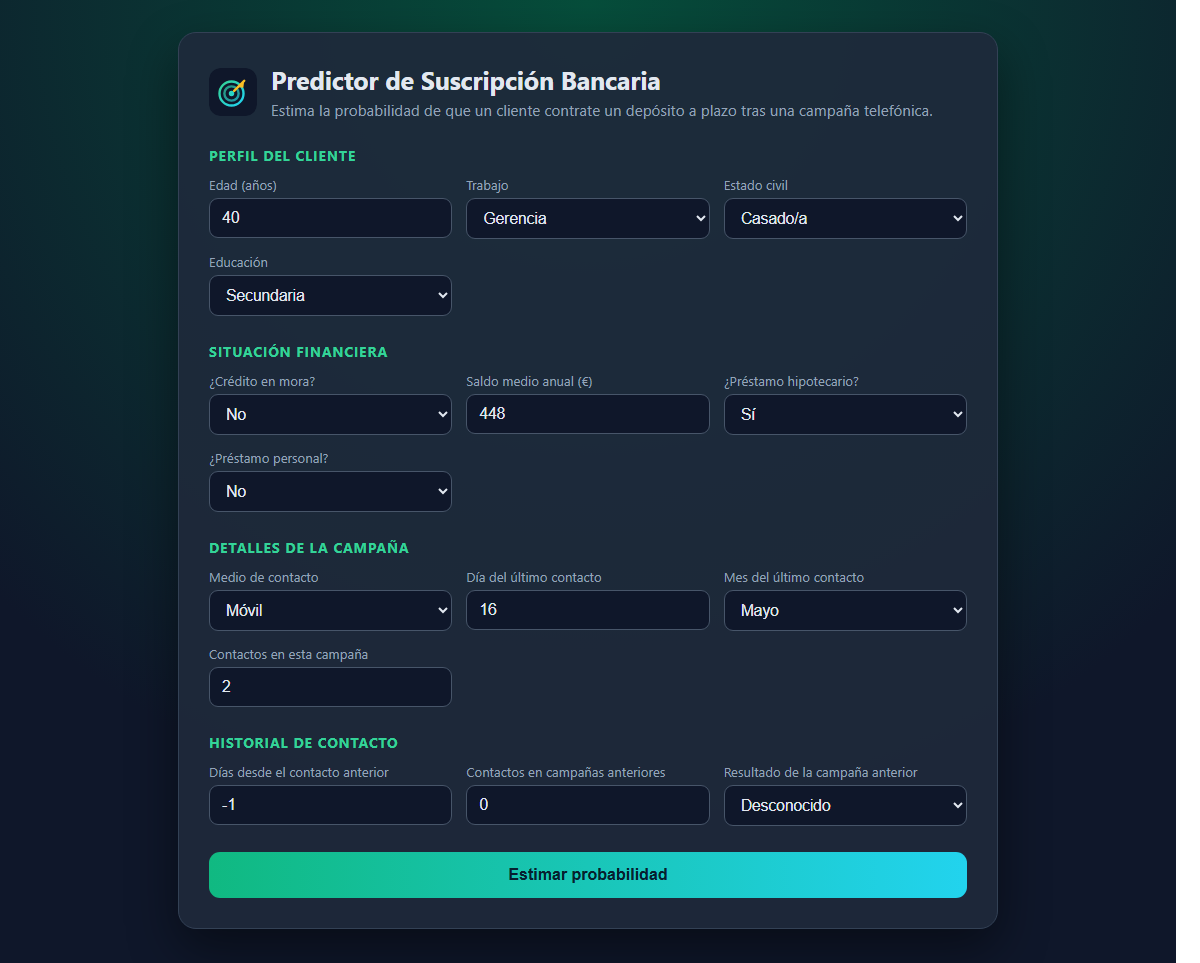 Predictor de Suscripción Bancaria
Estima la probabilidad de que un cliente contrate un depósito a plazo tras una campaña telefónica.
PERFIL DEL CLIENTE
Edad (años) Trabajo Estado civil
40 Gerencia Casado/a
Educación
Secundaria
SITUACIÓN FINANCIERA
¿Crédito en mora? Saldo medio anual (€) ¿Préstamo hipotecario?
No 448 Sí
¿Préstamo personal?
No
DETALLES DE LA CAMPAÑA
Medio de contacto Día del último contacto Mes del último contacto
Móvil 16 Mayo
Contactos en esta campaña
2
HISTORIAL DE CONTACTO
Días desde el contacto anterior Contactos en campañas anteriores Resultado de la campaña anterior
-1 0 Desconocido
Estimar probabilidad